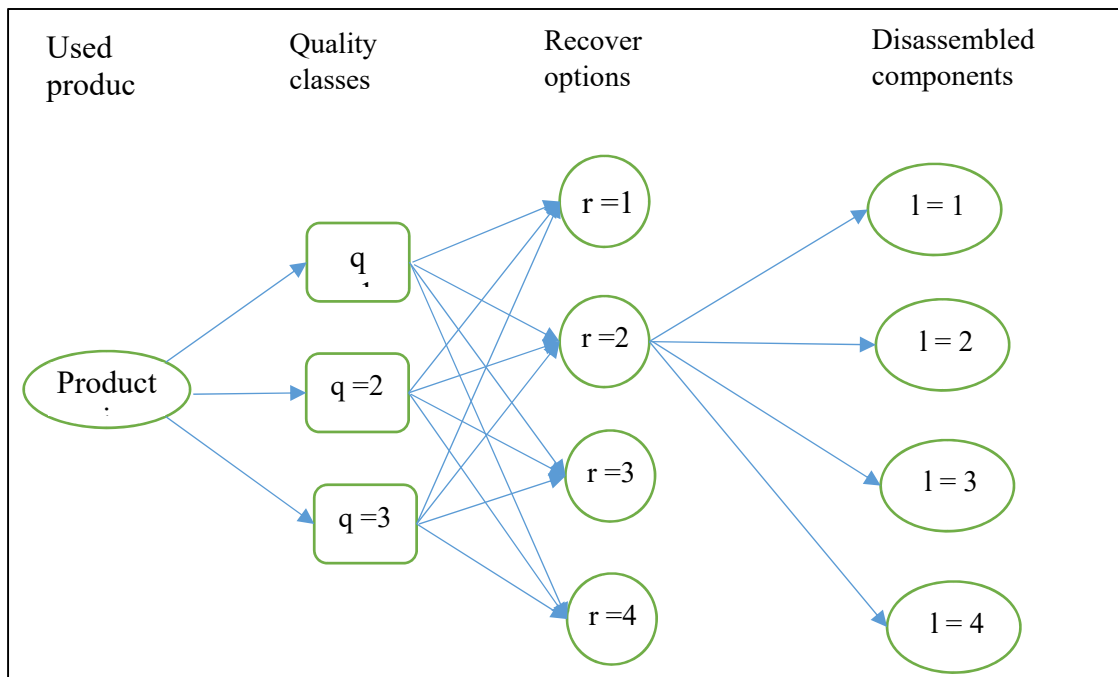 Used
produc
Quality
classes
Recover
options
Disassembled
components
Product
q
q =2
q =3
r =1
r =2
r =3
r =4
l = 1
l = 2
l = 3
l = 4